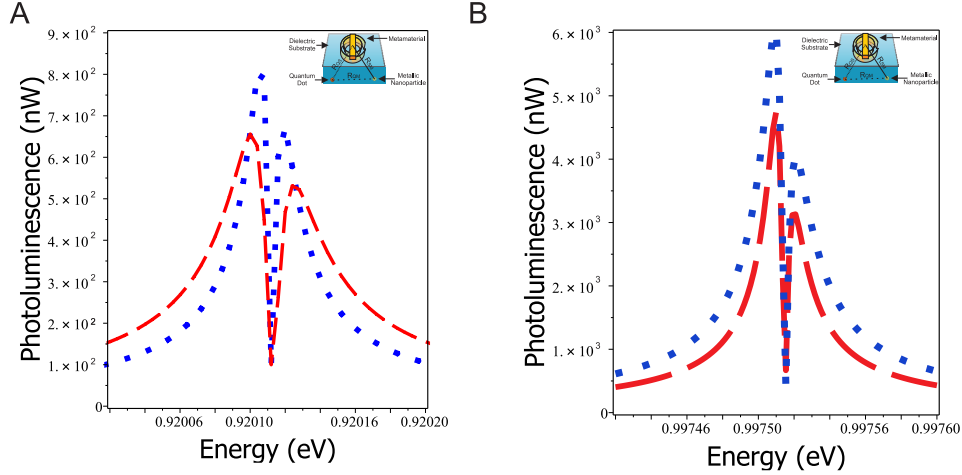 A
Photoluminescence (nW)
9. × 10²
8. × 10²
7. × 10²
6. × 10²
5. × 10²
4. × 10²
3. × 10²
2. × 10²
1. × 10²
0
0.92006
0.92010
0.92016
0.92020
Energy (eV)
Dielectric
Substrate
Metamaterial
Quantum
Dot
Metallic
Nanoparticle
B
Photoluminescence (nW)
6. × 10³
5. × 10³
4. × 10³
3. × 10³
2. × 10³
1. × 10³
0
0.99746
0.99750
0.99756
0.99760
Energy (eV)
Dielectric
Substrate
Metamaterial
Quantum
Dot
Metallic
Nanoparticle